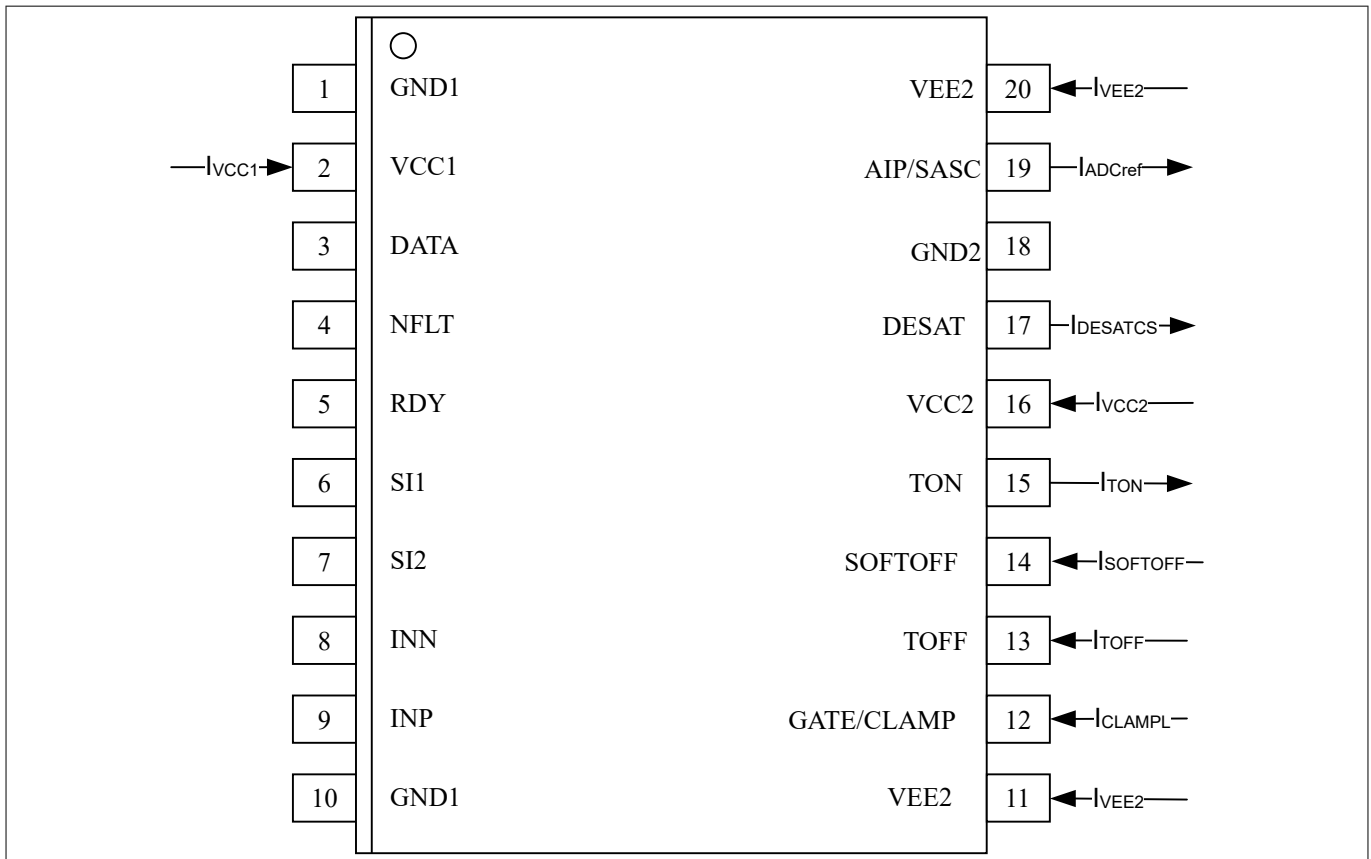 1 GND1 VEE2 20 IVEE2
IVCC1 2 VCC1 AIP/SASC 19 IADCref
3 DATA GND2 18
4 NFLT DESAT 17 IDESATCS
5 RDY VCC2 16 IVCC2
6 SI1 TON 15 ITON
7 SI2 SOFTOFF 14 ISOFTOFF
8 INN TOFF 13 ITOFF
9 INP GATE/CLAMP 12 ICLAMPL
10 GND1 VEE2 11 IVEE2